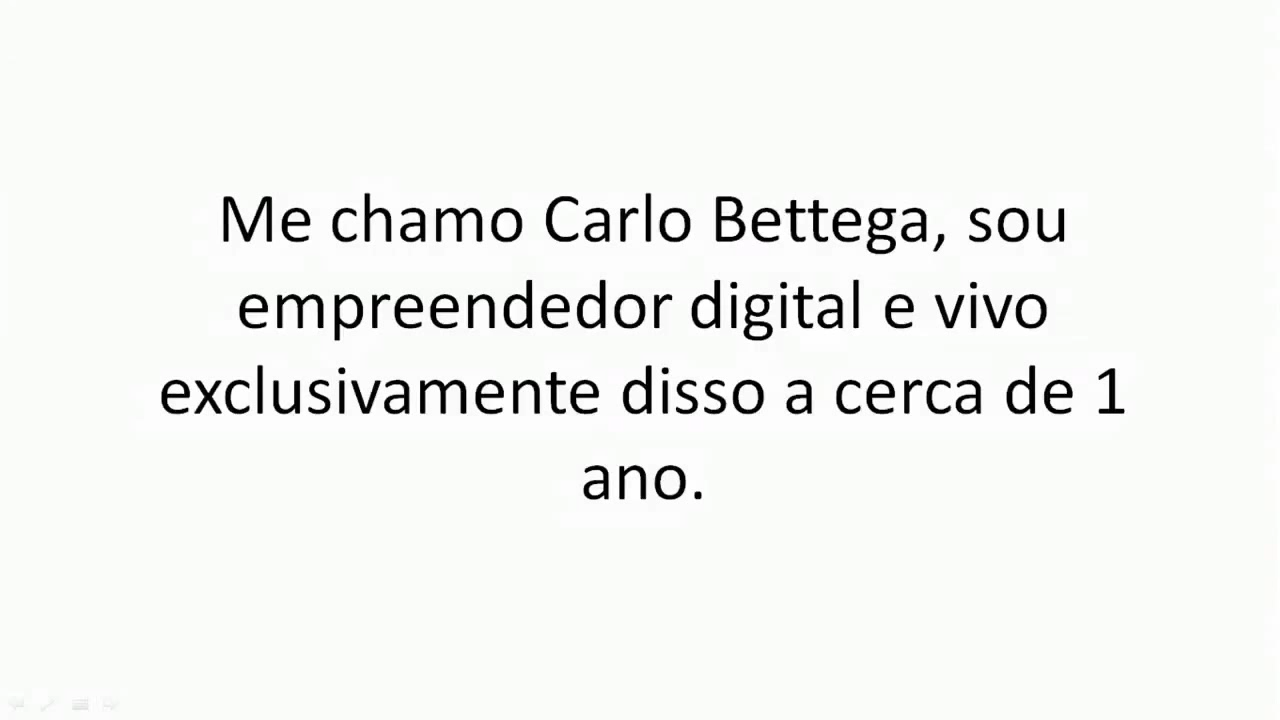 Me chamo Carlo Bettega, sou
empreendedor digital e vivo
exclusivamente disso a cerca de 1
ano.